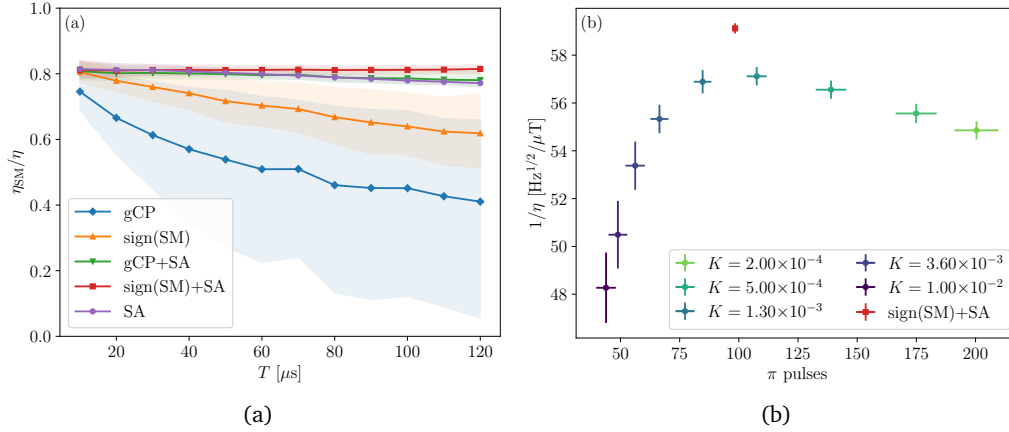 (a)
1.0
0.8
0.6
0.4
0.2
0.0
η_SM/η
gCP
sign(SM)
gCP+SA
sign(SM)+SA
SA
20 40 60 80 100 120
T [μs]
(a)
(b)
58
56
54
52
50
48
1/η [Hz^{1/2}/μT]
K = 2.00×10⁻⁴
K = 5.00×10⁻⁴
K = 1.30×10⁻³
K = 3.60×10⁻³
K = 1.00×10⁻²
sign(SM)+SA
50 75 100 125 150 175 200
π pulses
(b)